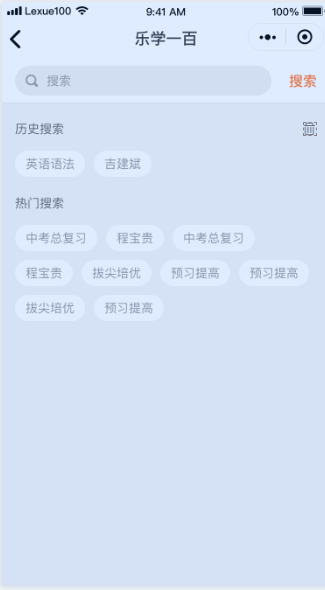 Lexue100 9:41 AM 100%
乐学一百
搜索 搜索
历史搜索
英语语法 吉建斌
热门搜索
中考总复习 程宝贵 中考总复习
程宝贵 拔尖培优 预习提高 预习提高
拔尖培优 预习提高